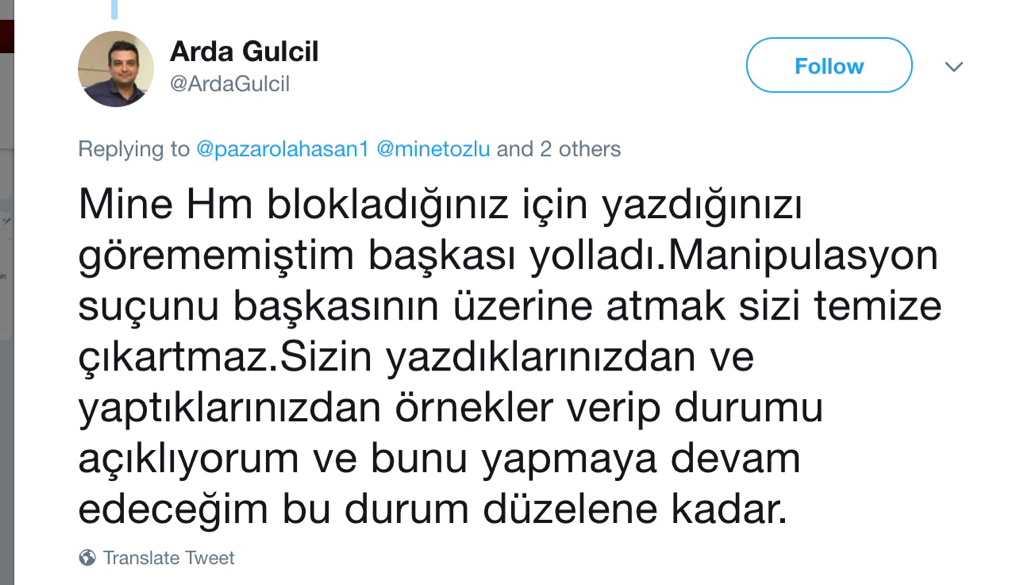 Arda Gulcil
@ArdaGulcil
Follow
Replying to @pazarolahasan1 @minetozlu and 2 others
Mine Hm blokladığınız için yazdığınızı
görememiştim başkası yolladı.Manipulasyon
suçunu başkasının üzerine atmak sizi temize
çıkartmaz.Sizin yazdıklarınızdan ve
yaptıklarınızdan örnekler verip durumu
açıklıyorum ve bunu yapmaya devam
edeceğim bu durum düzelene kadar.
Translate Tweet